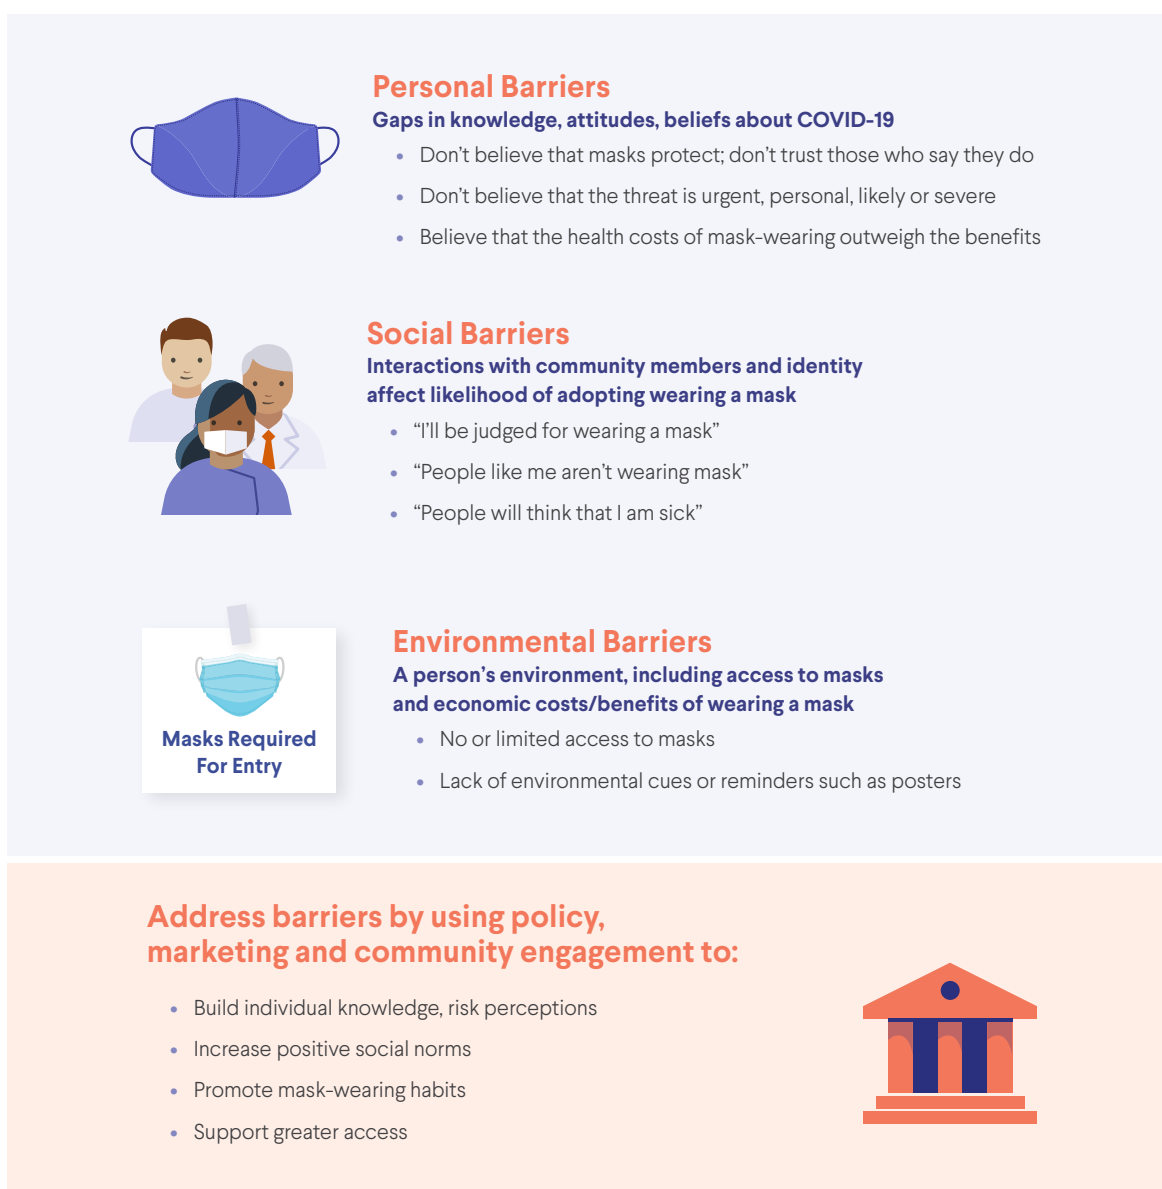 Personal Barriers
Gaps in knowledge, attitudes, beliefs about COVID-19
• Don’t believe that masks protect; don’t trust those who say they do
• Don’t believe that the threat is urgent, personal, likely or severe
• Believe that the health costs of mask-wearing outweigh the benefits
Social Barriers
Interactions with community members and identity
affect likelihood of adopting wearing a mask
• “I’ll be judged for wearing a mask”
• “People like me aren’t wearing mask”
• “People will think that I am sick”
Masks Required
For Entry
Environmental Barriers
A person’s environment, including access to masks
and economic costs/benefits of wearing a mask
• No or limited access to masks
• Lack of environmental cues or reminders such as posters
Address barriers by using policy,
marketing and community engagement to:
• Build individual knowledge, risk perceptions
• Increase positive social norms
• Promote mask-wearing habits
• Support greater access